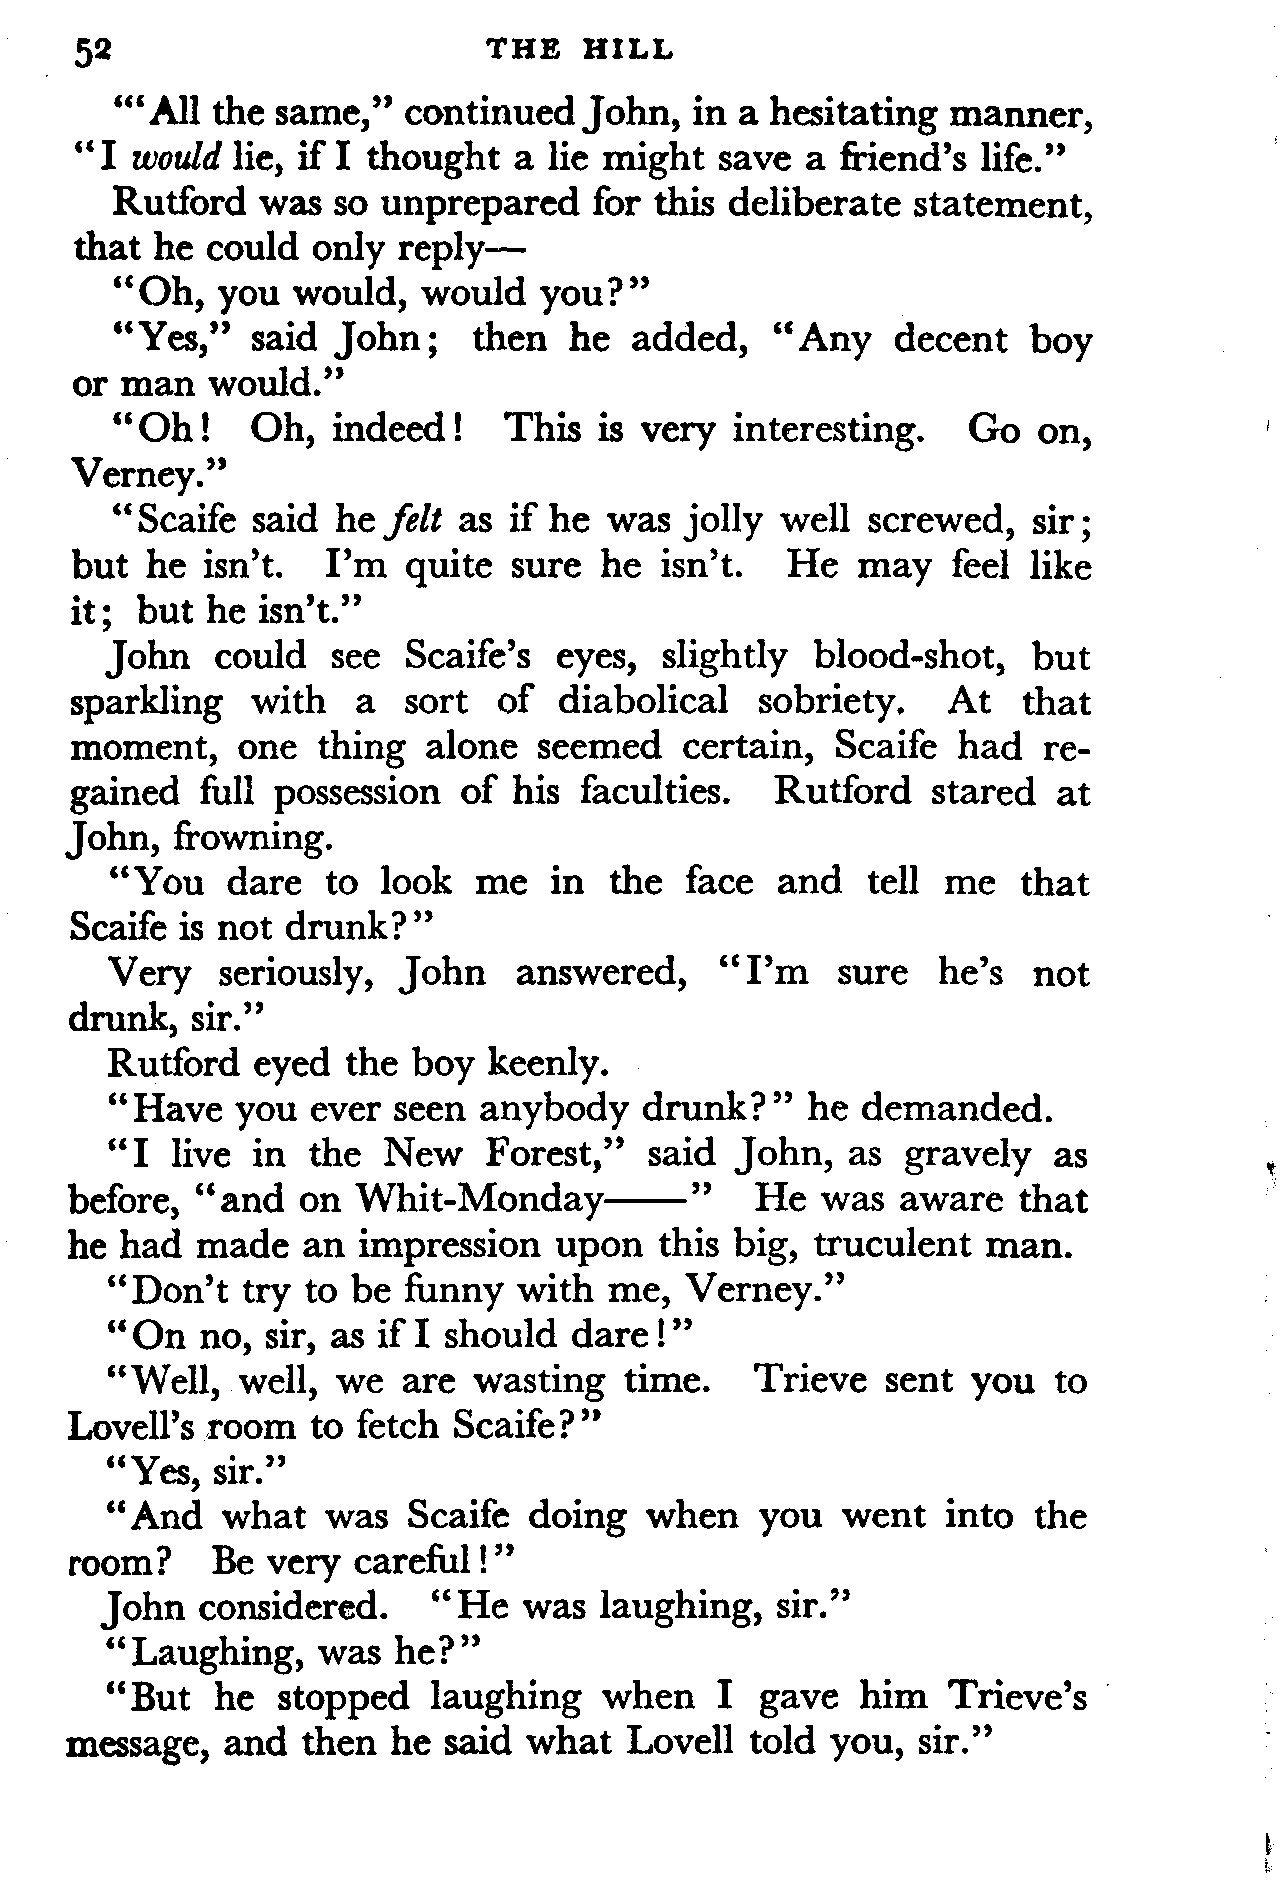 52 THE HILL
"'All the same," continued John, in a hesitating manner,
"I would lie, if I thought a lie might save a friend's life."
Rutford was so unprepared for this deliberate statement,
that he could only reply—
"Oh, you would, would you?"
"Yes," said John; then he added, "Any decent boy
or man would."
"Oh! Oh, indeed! This is very interesting. Go on,
Verney."
"Scaife said he felt as if he was jolly well screwed, sir;
but he isn't. I'm quite sure he isn't. He may feel like
it; but he isn't."
John could see Scaife's eyes, slightly blood-shot, but
sparkling with a sort of diabolical sobriety. At that
moment, one thing alone seemed certain, Scaife had re-
gained full possession of his faculties. Rutford stared at
John, frowning.
"You dare to look me in the face and tell me that
Scaife is not drunk?"
Very seriously, John answered, "I'm sure he's not
drunk, sir."
Rutford eyed the boy keenly.
"Have you ever seen anybody drunk?" he demanded.
"I live in the New Forest," said John, as gravely as
before, "and on Whit-Monday——" He was aware that
he had made an impression upon this big, truculent man.
"Don't try to be funny with me, Verney."
"On no, sir, as if I should dare!"
"Well, well, we are wasting time. Trieve sent you to
Lovell's room to fetch Scaife?"
"Yes, sir."
"And what was Scaife doing when you went into the
room? Be very careful!"
John considered. "He was laughing, sir."
"Laughing, was he?"
"But he stopped laughing when I gave him Trieve's
message, and then he said what Lovell told you, sir."